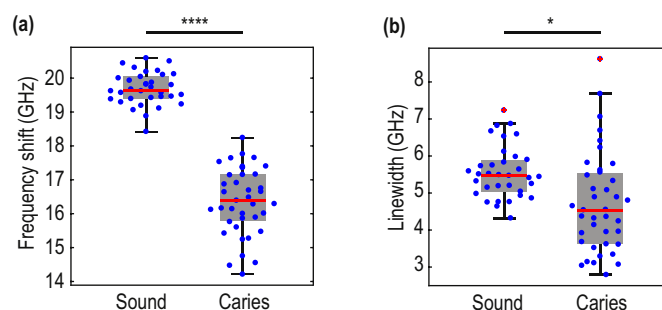 (a)
****
Frequency shift (GHz)
20
19
18
17
16
15
14
Sound Caries
(b)
*
Linewidth (GHz)
8
7
6
5
4
3
Sound Caries